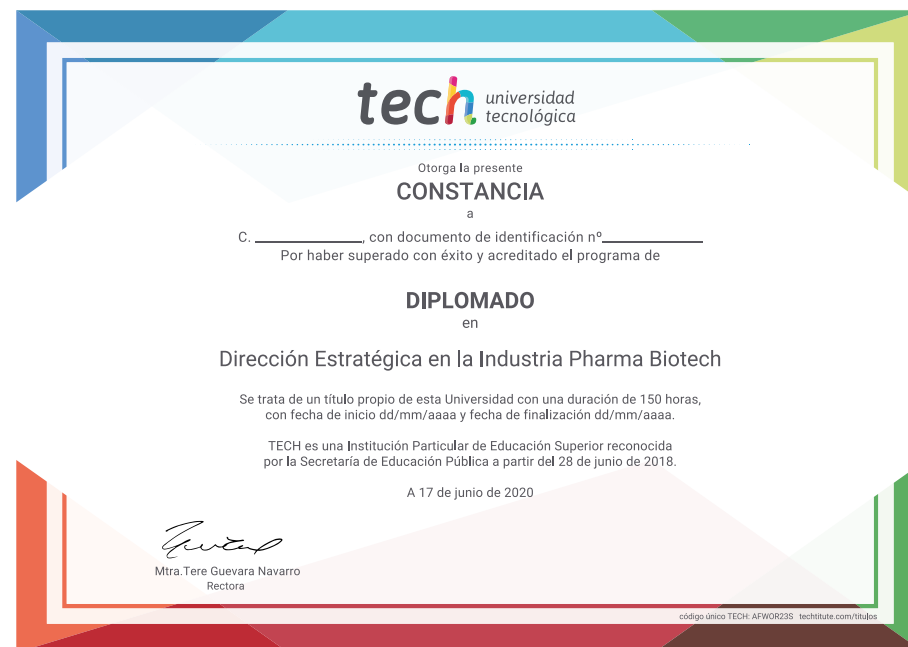 tech universidad
tecnológica
Otorga la presente
CONSTANCIA
a
C. ____________, con documento de identificación nº____________
Por haber superado con éxito y acreditado el programa de
DIPLOMADO
en
Dirección Estratégica en la Industria Pharma Biotech
Se trata de un título propio de esta Universidad con una duración de 150 horas,
con fecha de inicio dd/mm/aaaa y fecha de finalización dd/mm/aaaa.
TECH es una Institución Particular de Educación Superior reconocida
por la Secretaría de Educación Pública a partir del 28 de junio de 2018.
A 17 de junio de 2020
Mtra.Tere Guevara Navarro
Rectora
código único TECH: AFWOR23S techtitute.com/titulos